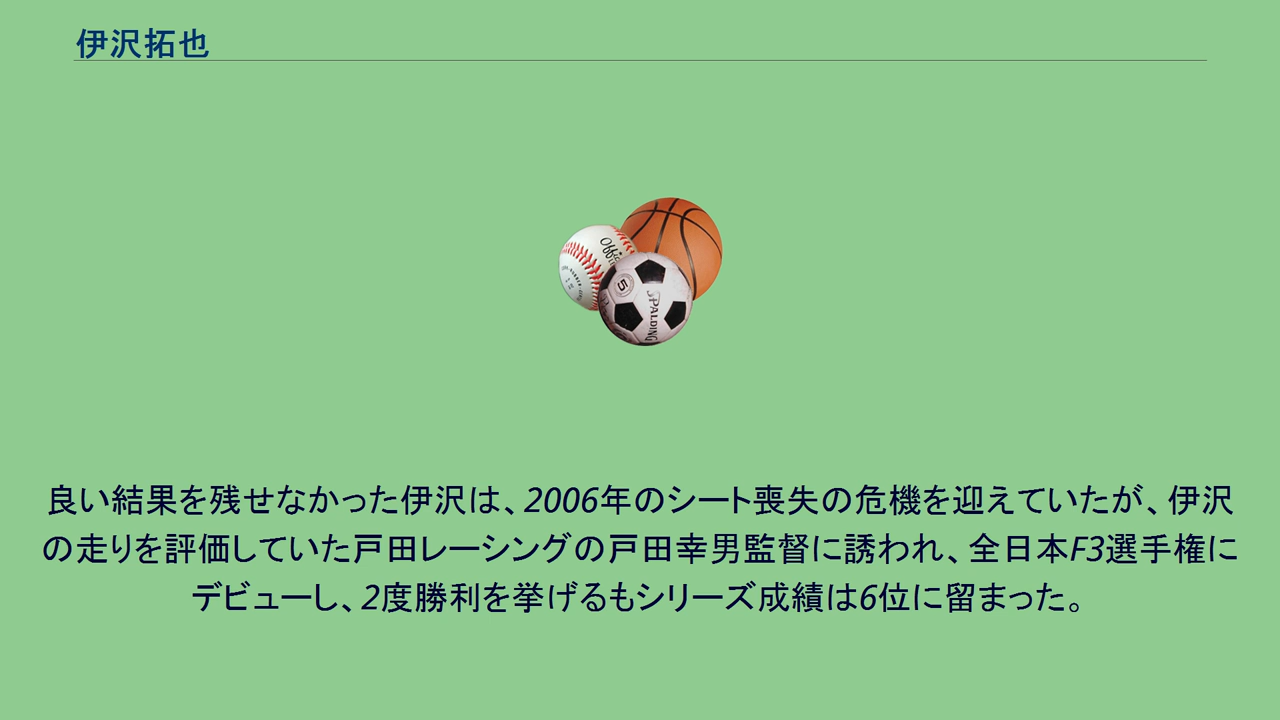 伊沢拓也
Offic
5
SPALDING
良い結果を残せなかった伊沢は、2006年のシート喪失の危機を迎えていたが、伊沢
の走りを評価していた戸田レーシングの戸田幸男監督に誘われ、全日本F3選手権に
デビューし、2度勝利を挙げるもシリーズ成績は6位に留まった。